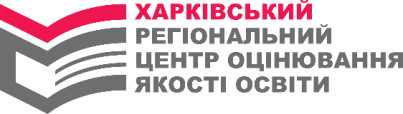 ХАРКІВСЬКИЙ
РЕГІОНАЛЬНИЙ
ЦЕНТР ОЦІНЮВАННЯ
ЯКОСТІ ОСВІТИ